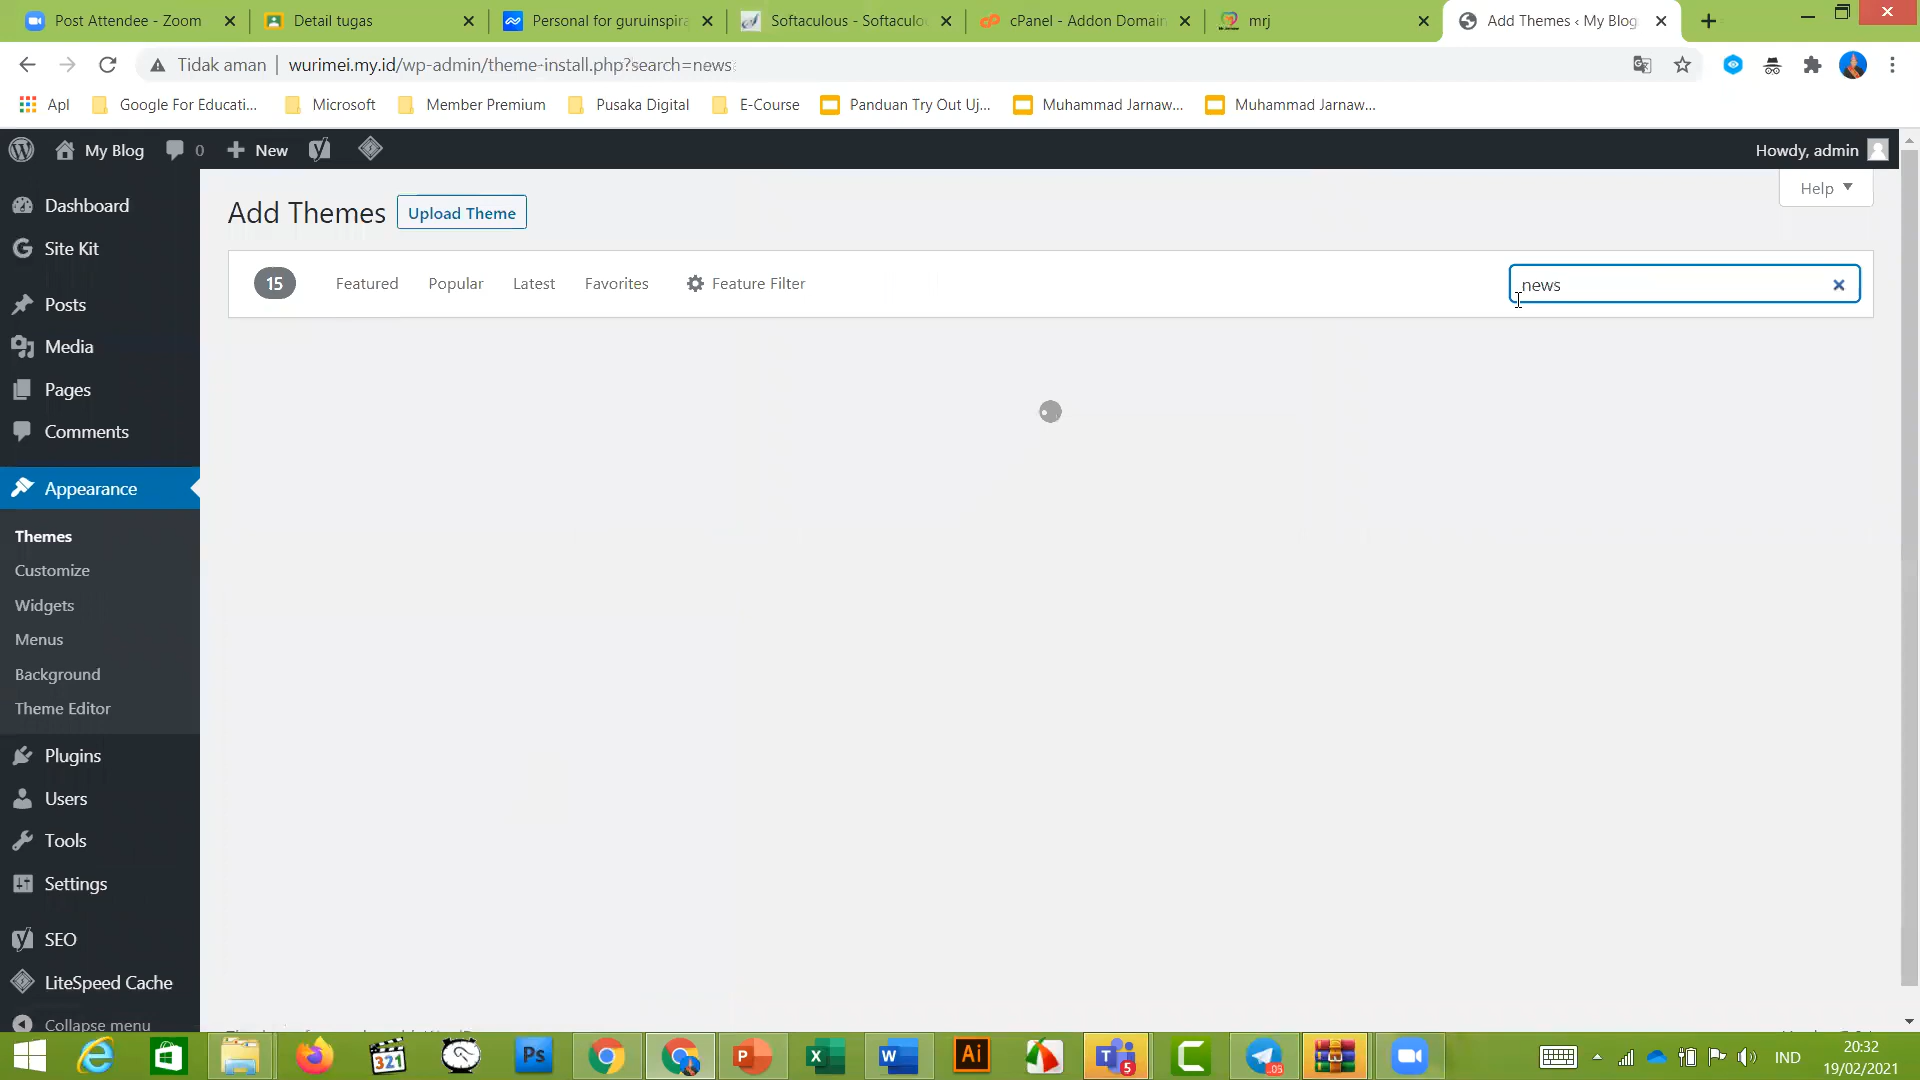 Post Attendee - Zoom
Detail tugas
Personal for guruinspira
Softaculous - Softaculo
cPanel - Addon Domain
mrj
Add Themes ‹ My Blog
Tidak aman
wurimei.my.id/wp-admin/theme-install.php?search=news
Apl
Google For Educati...
Microsoft
Member Premium
Pusaka Digital
E-Course
Panduan Try Out Uj...
Muhammad Jarnaw...
Muhammad Jarnaw...
My Blog
0
New
Howdy, admin
Dashboard
Site Kit
Posts
Media
Pages
Comments
Appearance
Themes
Customize
Widgets
Menus
Background
Theme Editor
Plugins
Users
Tools
Settings
SEO
LiteSpeed Cache
Collapse menu
Add Themes
Upload Theme
Help
15
Featured
Popular
Latest
Favorites
Feature Filter
news
321
Ps
Ai
5
.05
IND
20:32
19/02/2021